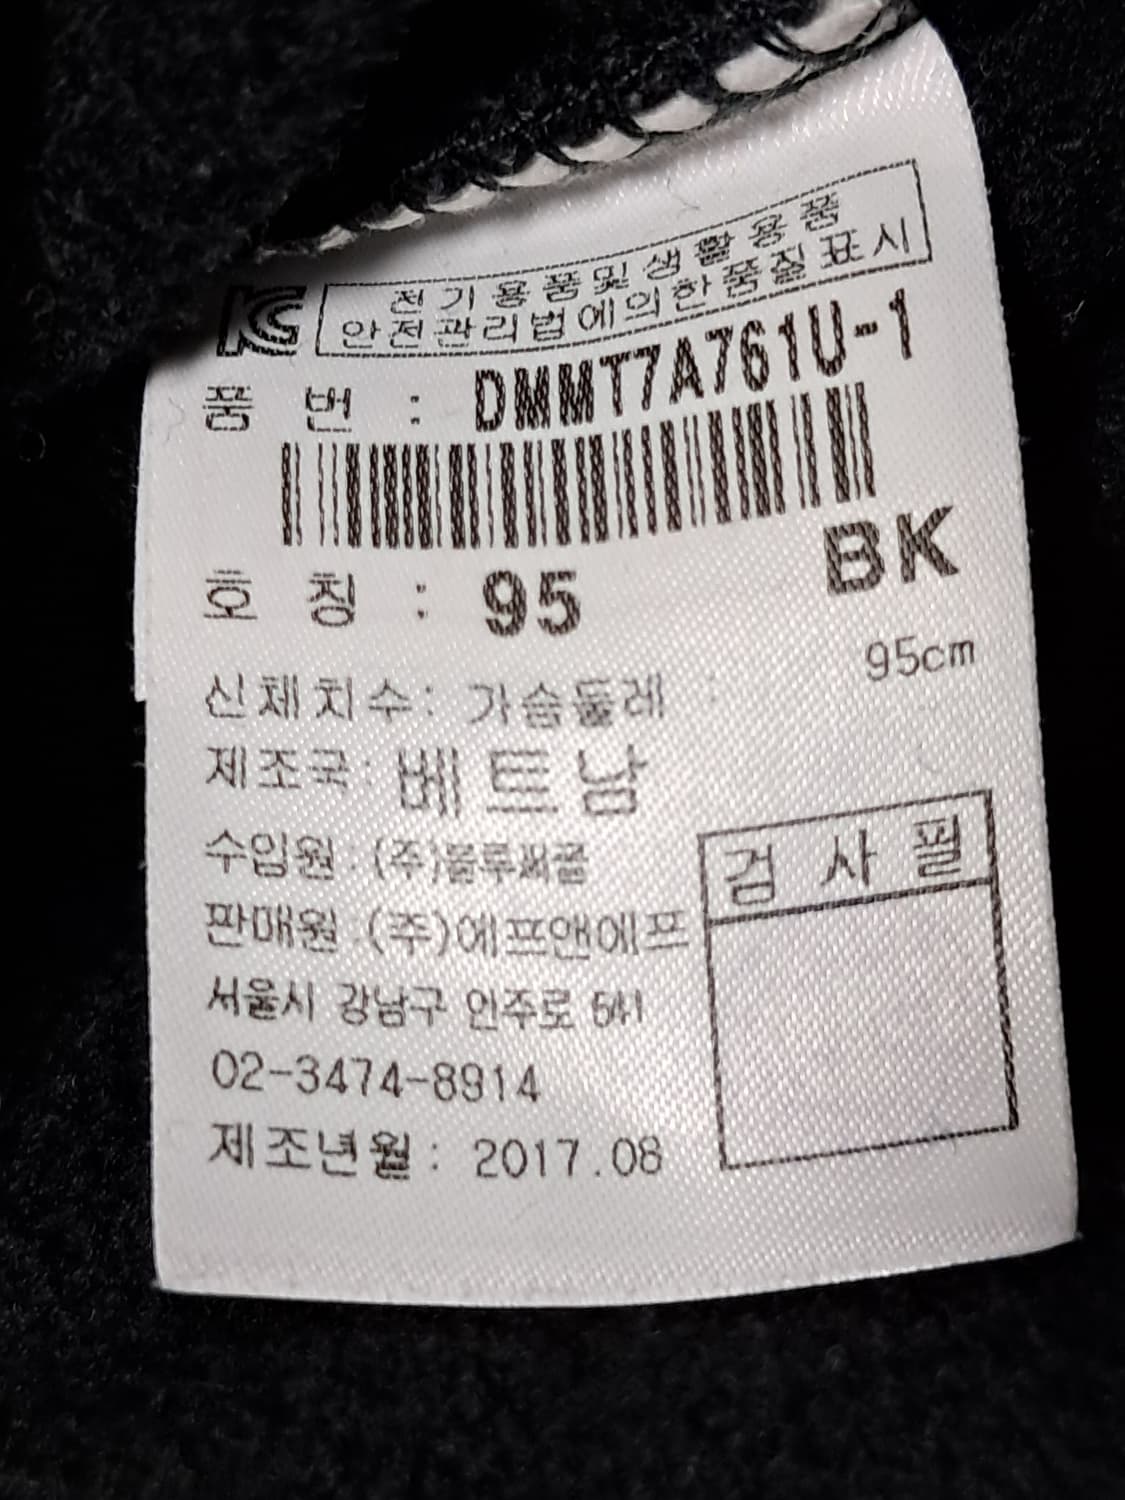 KC
전기용품및생활용품
안전관리법에의한품질표시
품 번 : DMMT7A761U-1
BK
호 칭 : 95
95cm
신체치수: 가슴둘레 :
제조국: 베트남
수입원: (주)
판매원:(주)에프앤에프
검 사 필
서울시 강남구 언주로 541
02-3474-8914
제조년월: 2017.08